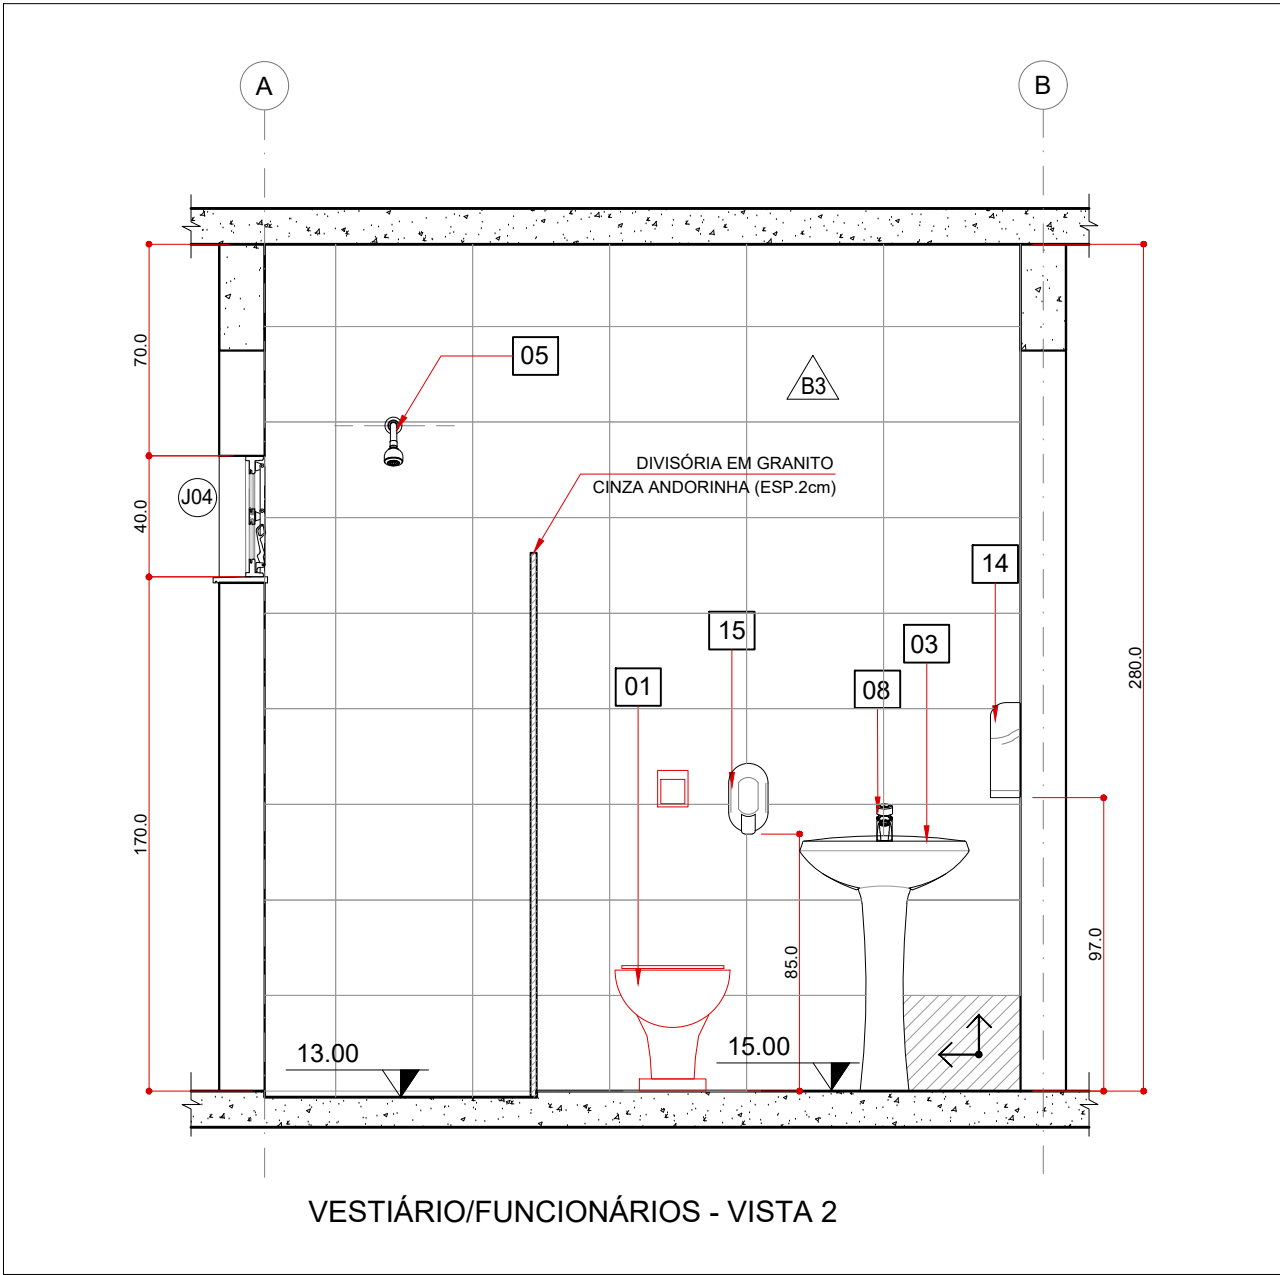 A
B
05
B3
70.0
DIVISÓRIA EM GRANITO
CINZA ANDORINHA (ESP.2cm)
J04
40.0
14
15
03
280.0
01
08
170.0
85.0
97.0
13.00
15.00
VESTIÁRIO/FUNCIONÁRIOS - VISTA 2